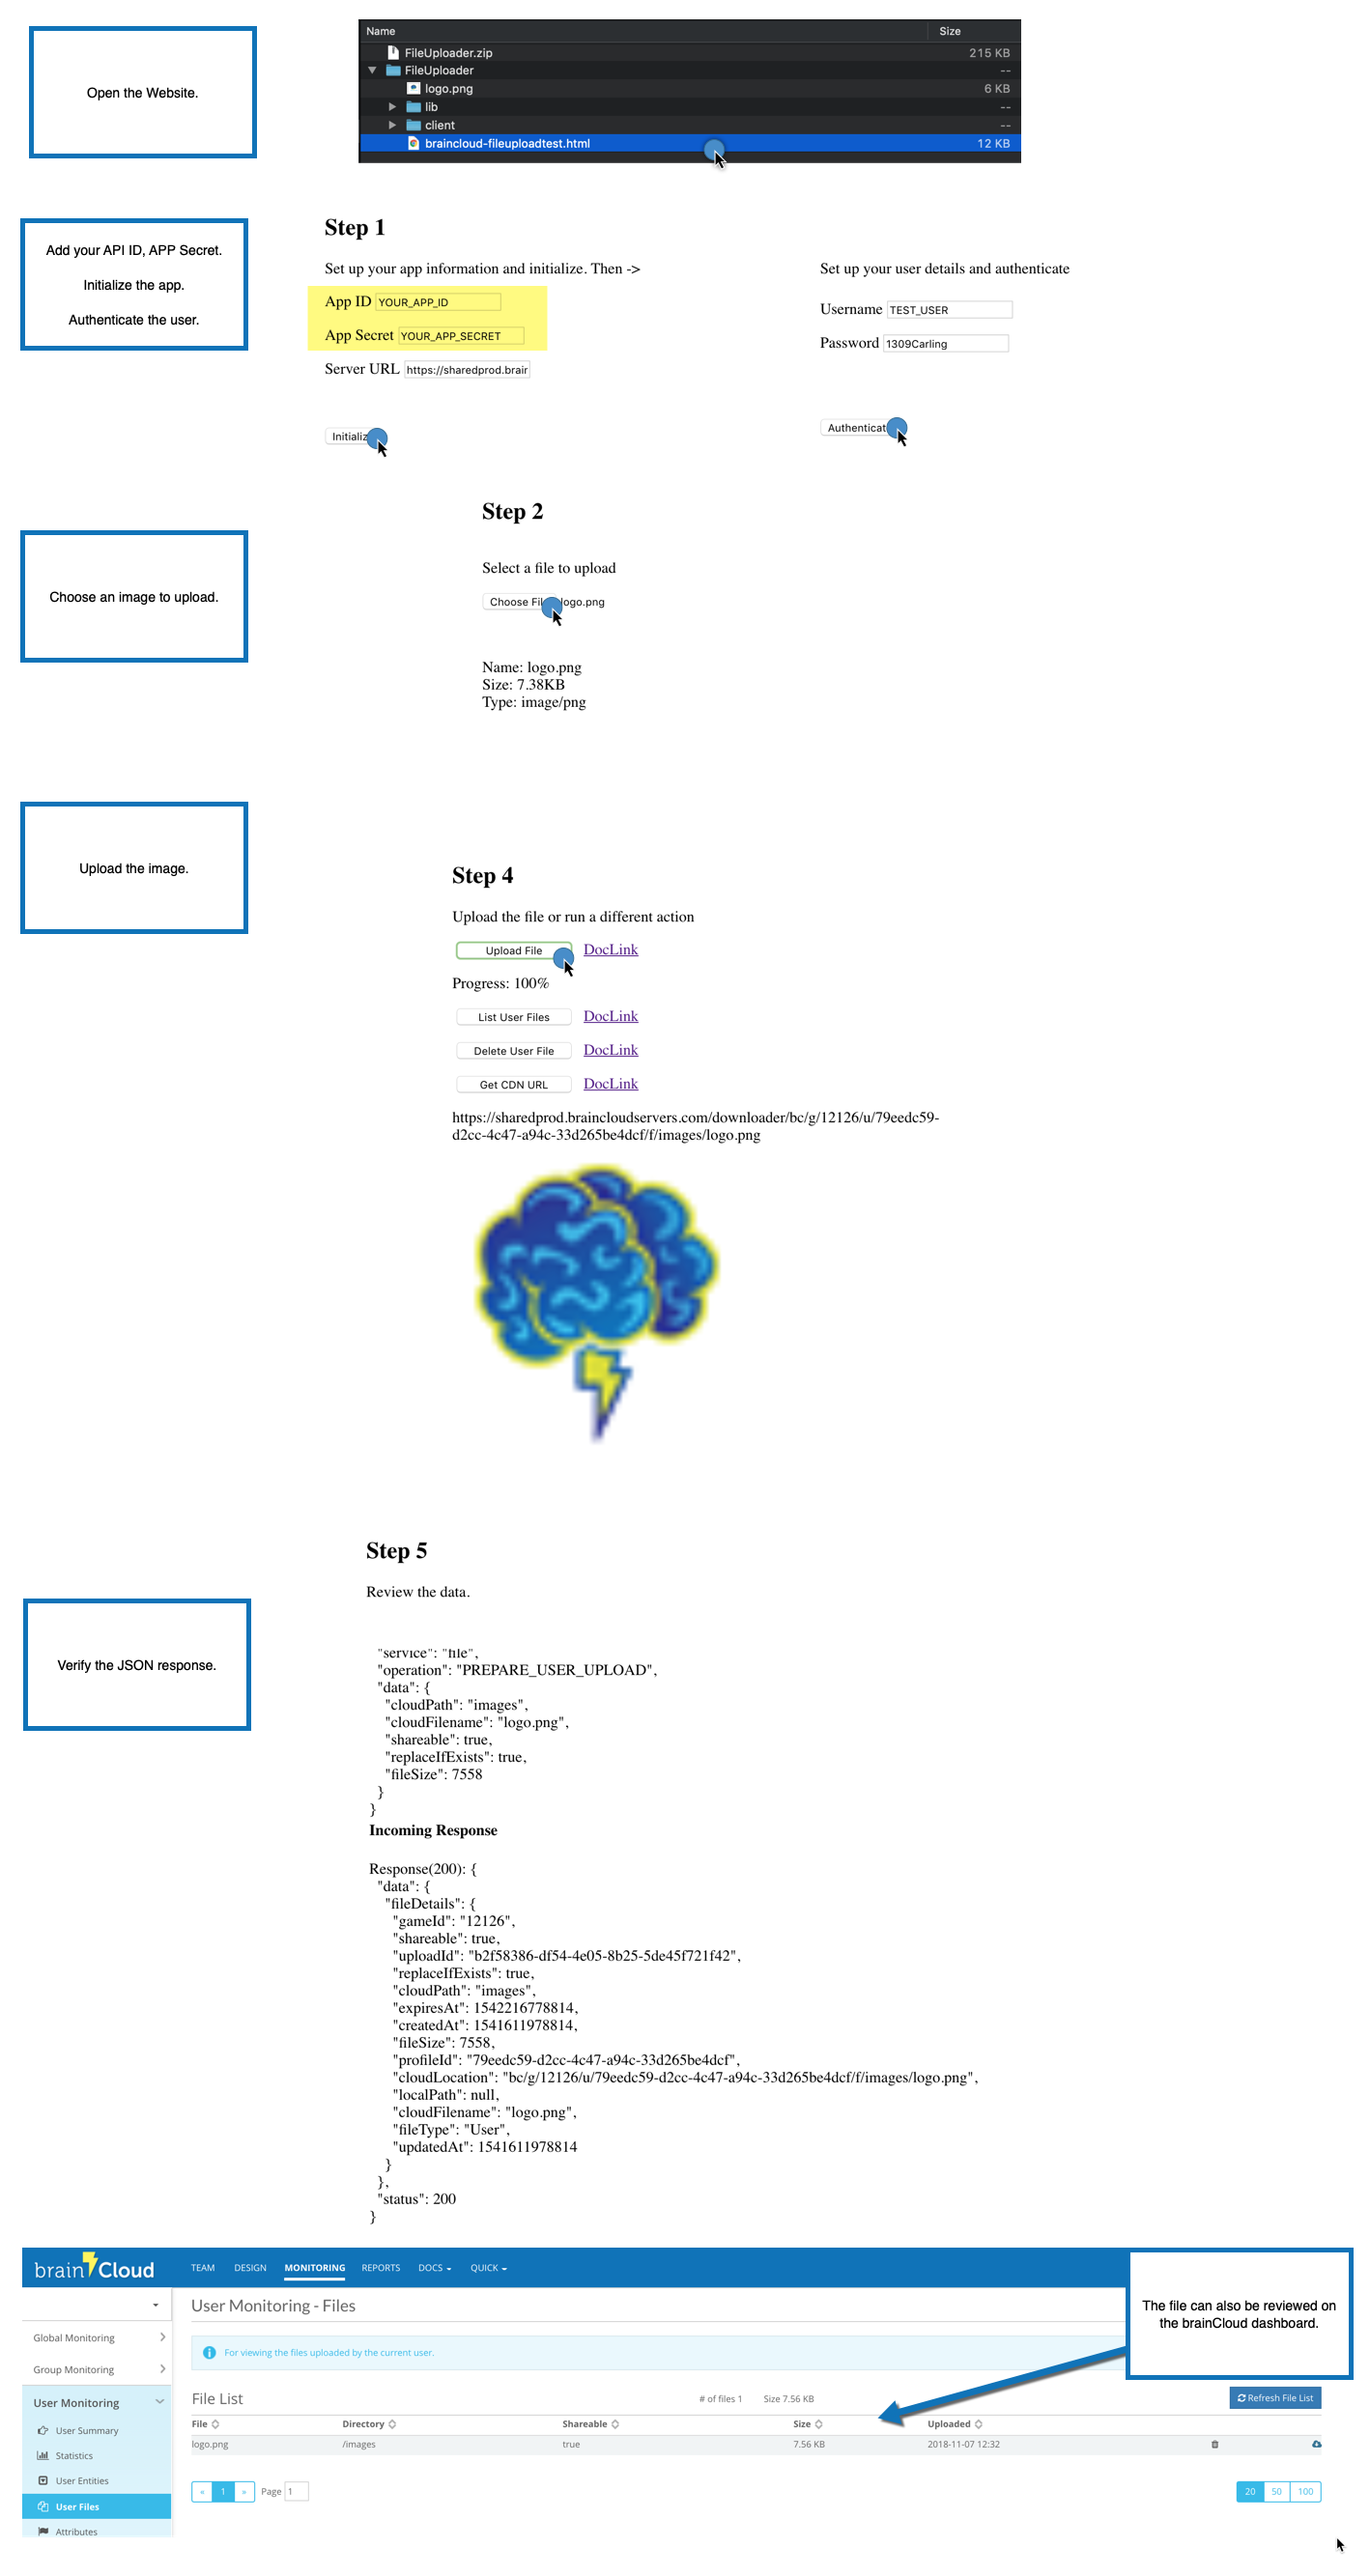 Open the Website.
Name Size
FileUploader.zip 215 KB
FileUploader --
logo.png 6 KB
lib --
client --
braincloud-fileuploadtest.html 12 KB
Add your API ID, APP Secret.
Initialize the app.
Authenticate the user.
Step 1
Set up your app information and initialize. Then ->
App ID YOUR_APP_ID
App Secret YOUR_APP_SECRET
Server URL https://sharedprod.brair
Initializ
Set up your user details and authenticate
Username TEST_USER
Password 1309Carling
Authenticat
Choose an image to upload.
Step 2
Select a file to upload
Choose Fil logo.png
Name: logo.png
Size: 7.38KB
Type: image/png
Upload the image.
Step 4
Upload the file or run a different action
Upload File DocLink
Progress: 100%
List User Files DocLink
Delete User File DocLink
Get CDN URL DocLink
https://sharedprod.braincloudservers.com/downloader/bc/g/12126/u/79eedc59-
d2cc-4c47-a94c-33d265be4dcf/f/images/logo.png
Verify the JSON response.
Step 5
Review the data.
"service": "file",
"operation": "PREPARE_USER_UPLOAD",
"data": {
"cloudPath": "images",
"cloudFilename": "logo.png",
"shareable": true,
"replaceIfExists": true,
"fileSize": 7558
}
}
Incoming Response
Response(200): {
"data": {
"fileDetails": {
"gameId": "12126",
"shareable": true,
"uploadId": "b2f58386-df54-4e05-8b25-5de45f721f42",
"replaceIfExists": true,
"cloudPath": "images",
"expiresAt": 1542216778814,
"createdAt": 1541611978814,
"fileSize": 7558,
"profileId": "79eedc59-d2cc-4c47-a94c-33d265be4dcf",
"cloudLocation": "bc/g/12126/u/79eedc59-d2cc-4c47-a94c-33d265be4dcf/f/images/logo.png",
"localPath": null,
"cloudFilename": "logo.png",
"fileType": "User",
"updatedAt": 1541611978814
}
},
"status": 200
}
brainCloud TEAM DESIGN MONITORING REPORTS DOCS QUICK
The file can also be reviewed on
the brainCloud dashboard.
Global Monitoring
Group Monitoring
User Monitoring
User Summary
Statistics
User Entities
User Files
Attributes
User Monitoring - Files
For viewing the files uploaded by the current user.
File List # of files 1 Size 7.56 KB Refresh File List
File Directory Shareable Size Uploaded
logo.png /images true 7.56 KB 2018-11-07 12:32
« 1 » Page 1 20 50 100